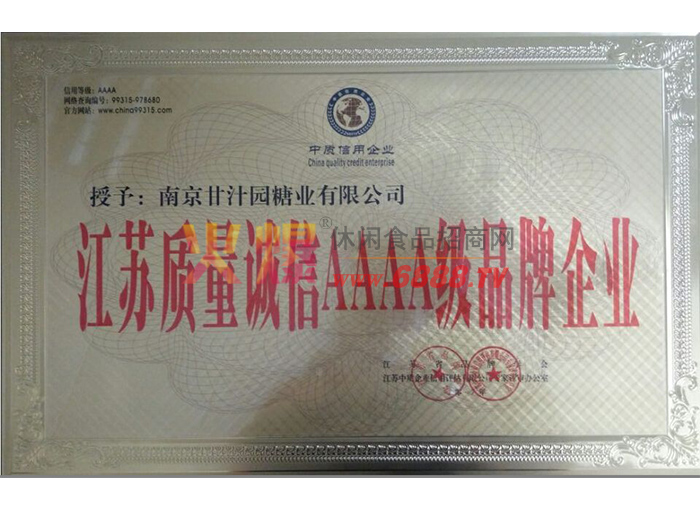 信用等级：AAAA
网络查询编号：99315-978680
官方网站：www.china99315.com
中质信用企业
China quality credit enterprise
授予：南京甘汁园糖业有限公司
火爆®休闲食品招商网
www.6888.TV
江苏质量诚信AAAA级品牌企业